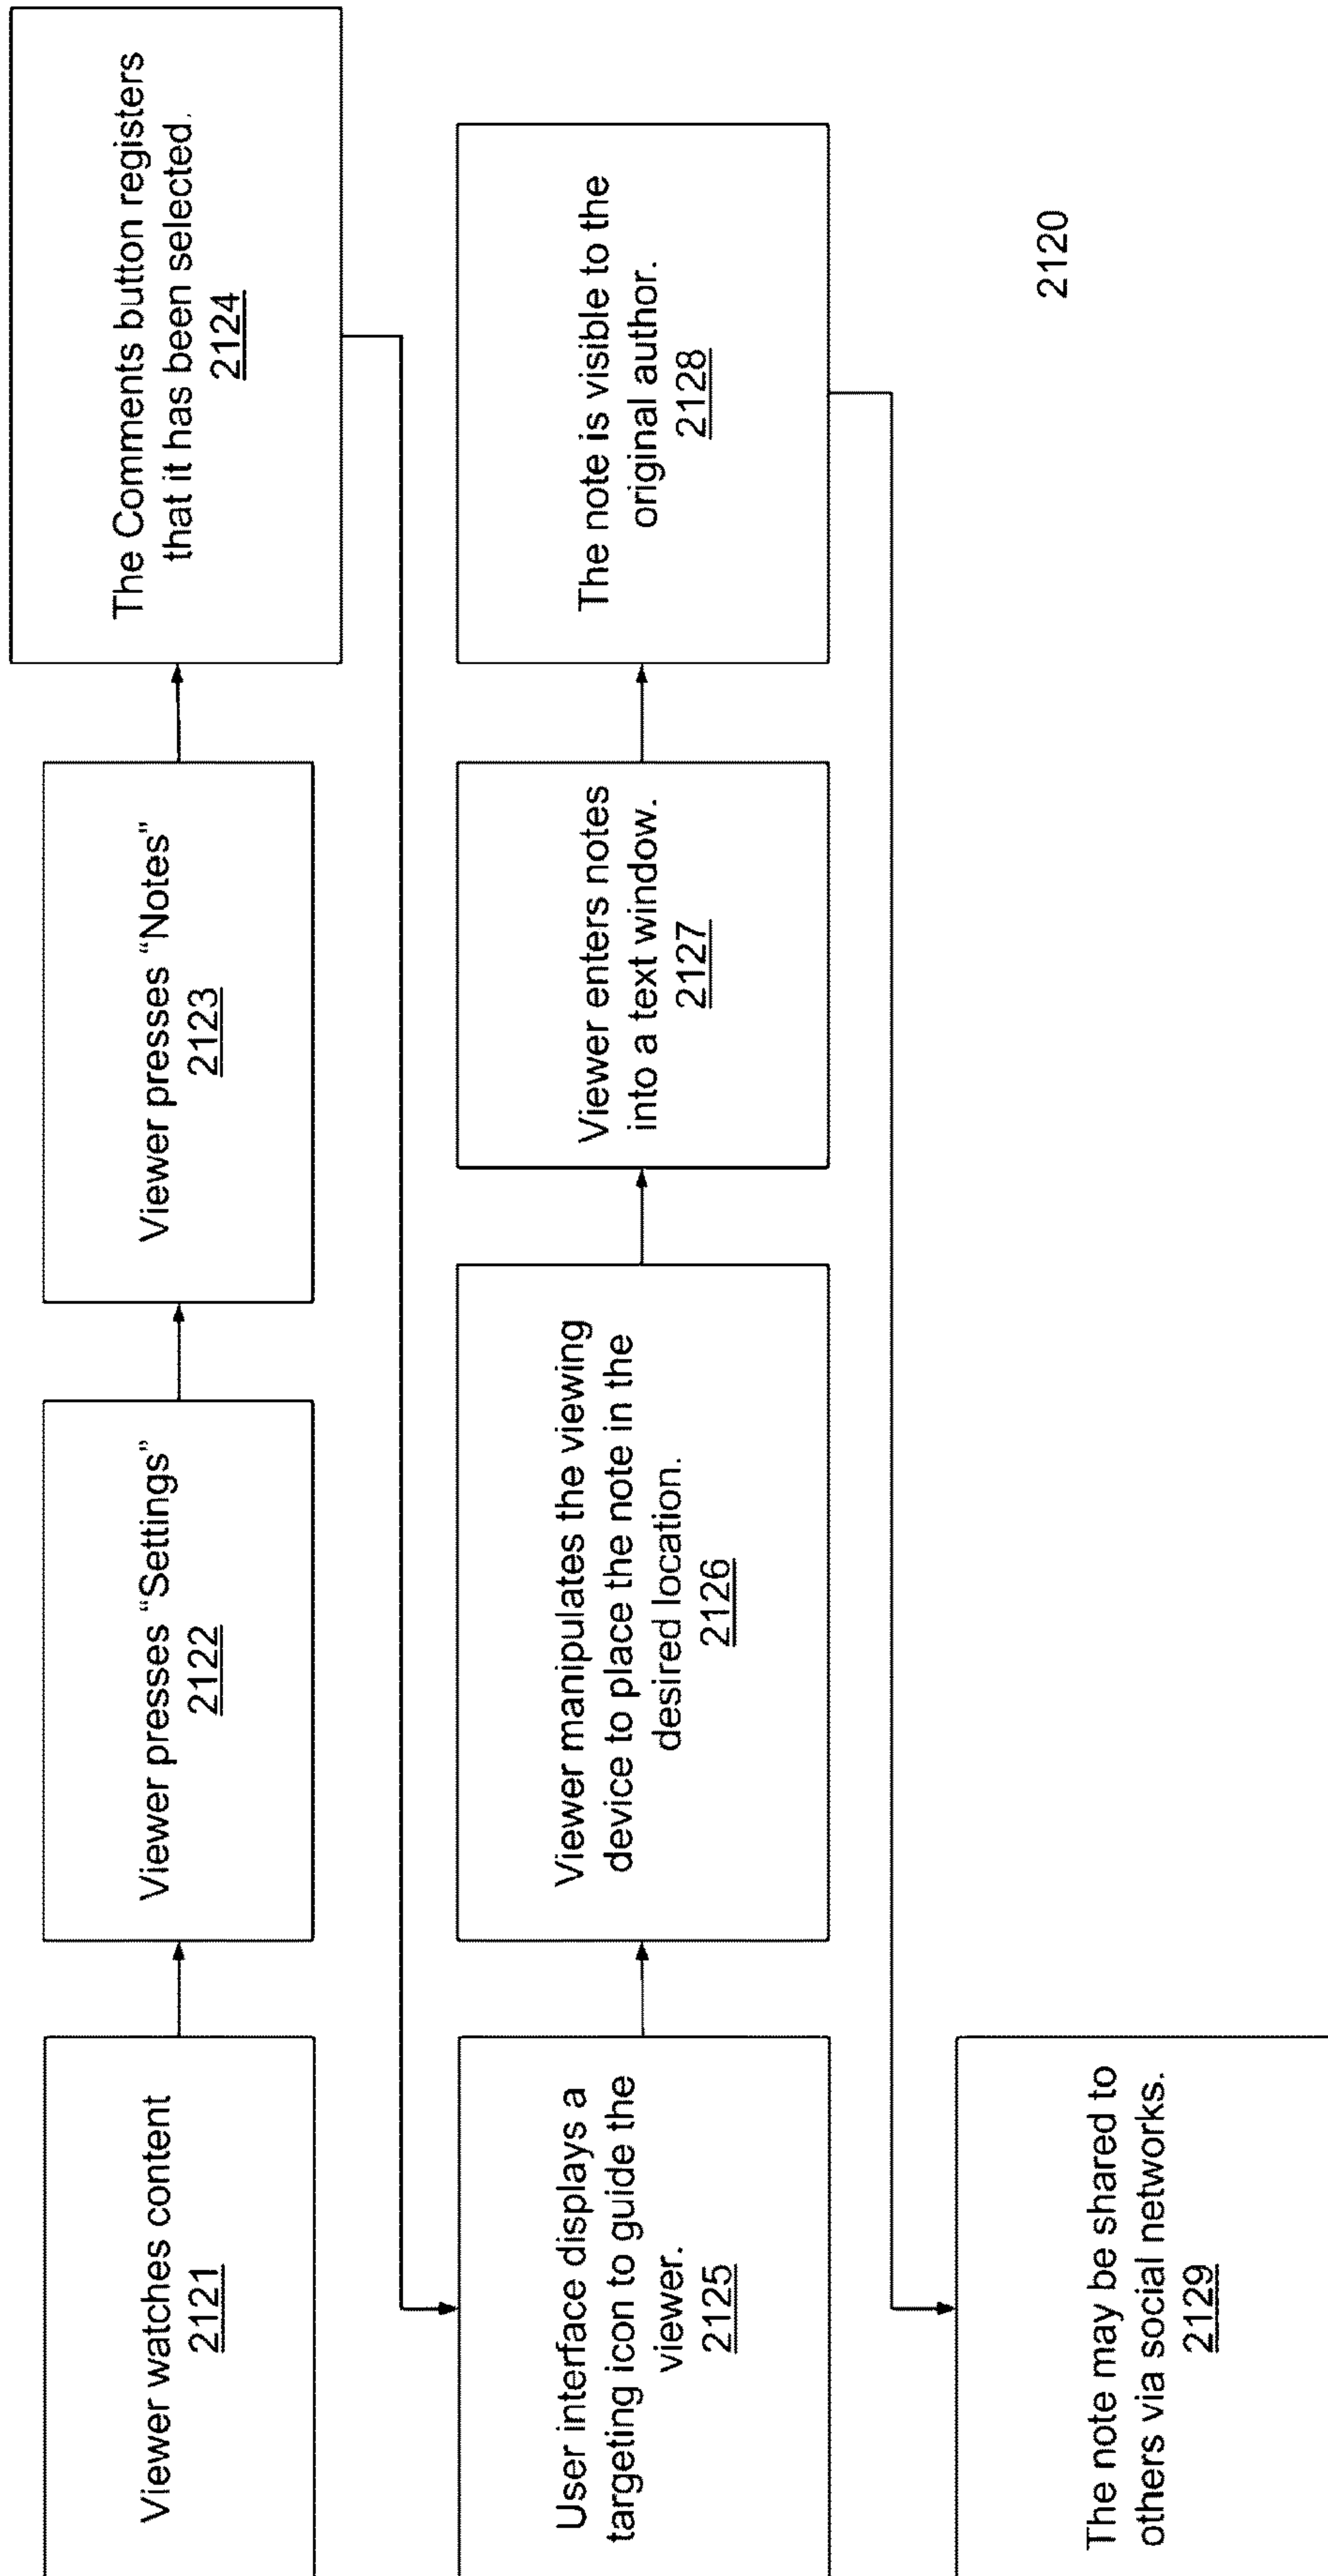 Viewer watches content
2121
Viewer presses “Settings”
2122
Viewer presses “Notes”
2123
The Comments button registers
that it has been selected.
2124
User interface displays a
targeting icon to guide the
viewer.
2125
Viewer manipulates the viewing
device to place the note in the
desired location.
2126
Viewer enters notes
into a text window.
2127
The note is visible to the
original author.
2128
The note may be shared to
others via social networks.
2129
2120